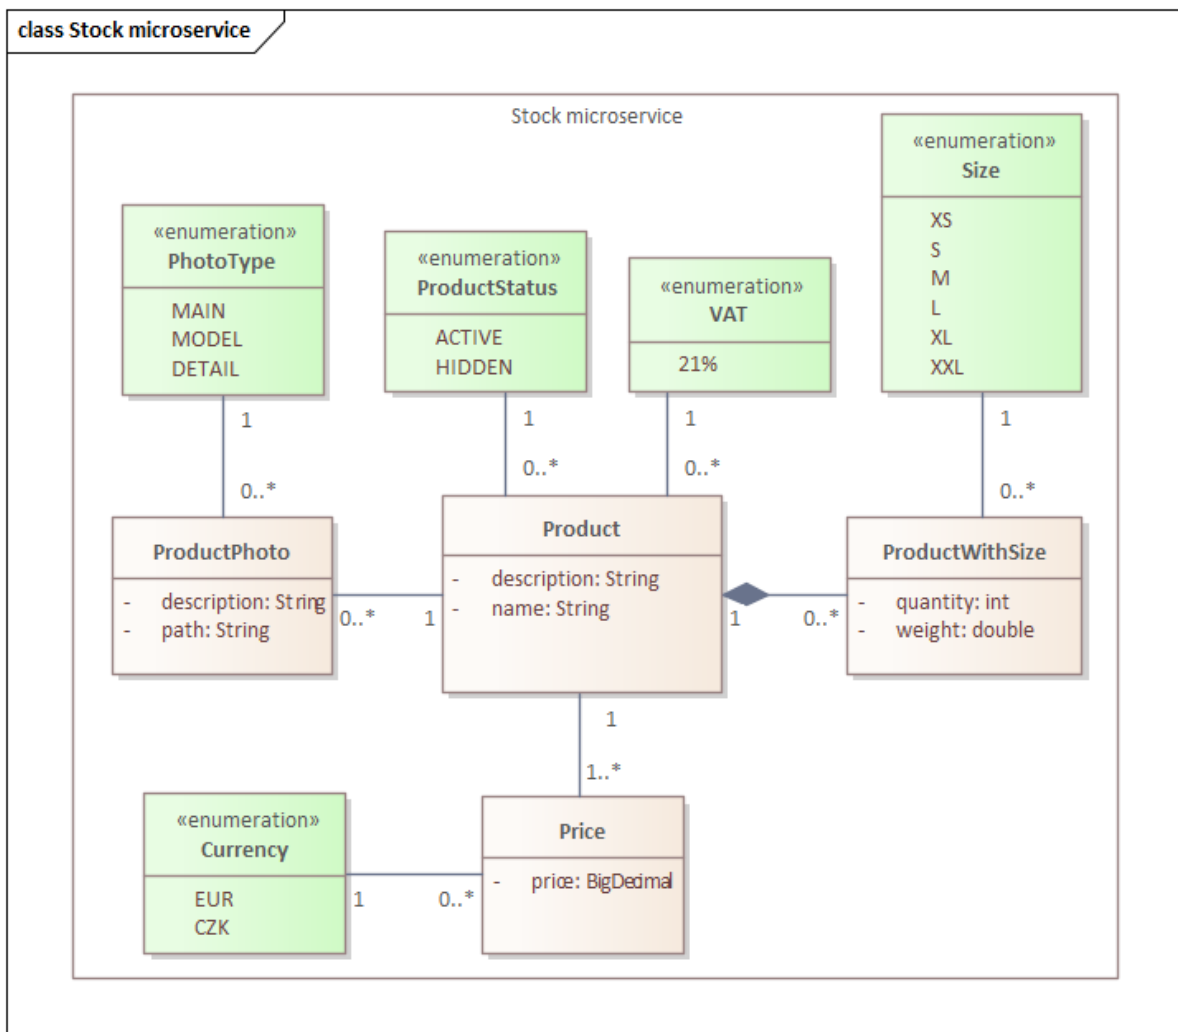 class Stock microservice
Stock microservice
«enumeration»
Size
XS
S
M
L
XL
XXL
«enumeration»
PhotoType
MAIN
MODEL
DETAIL
«enumeration»
ProductStatus
ACTIVE
HIDDEN
«enumeration»
VAT
21%
1
0..*
1
0..*
1
0..*
1
0..*
ProductPhoto
- description: String
- path: String
0..*
1
Product
- description: String
- name: String
1
0..*
ProductWithSize
- quantity: int
- weight: double
1
1..*
«enumeration»
Currency
EUR
CZK
1
0..*
Price
- price: BigDecimal